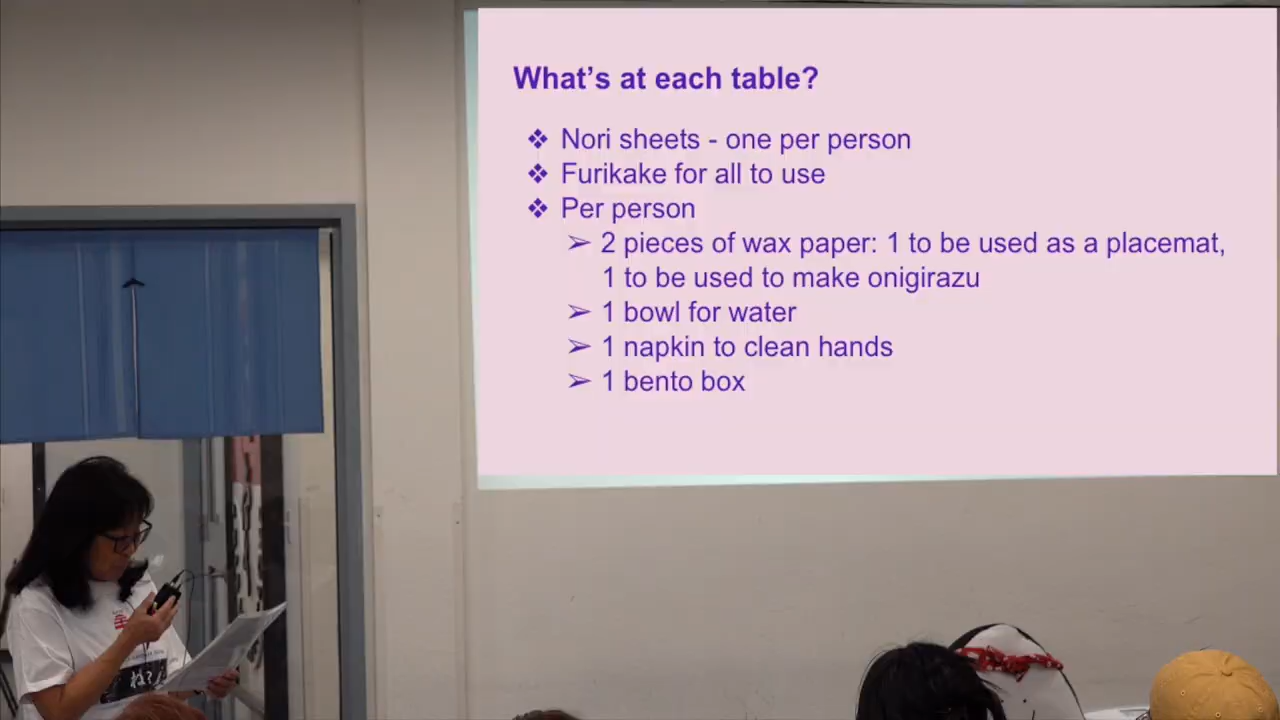 What's at each table?
❖ Nori sheets - one per person
❖ Furikake for all to use
❖ Per person
➢ 2 pieces of wax paper: 1 to be used as a placemat,
1 to be used to make onigirazu
➢ 1 bowl for water
➢ 1 napkin to clean hands
➢ 1 bento box